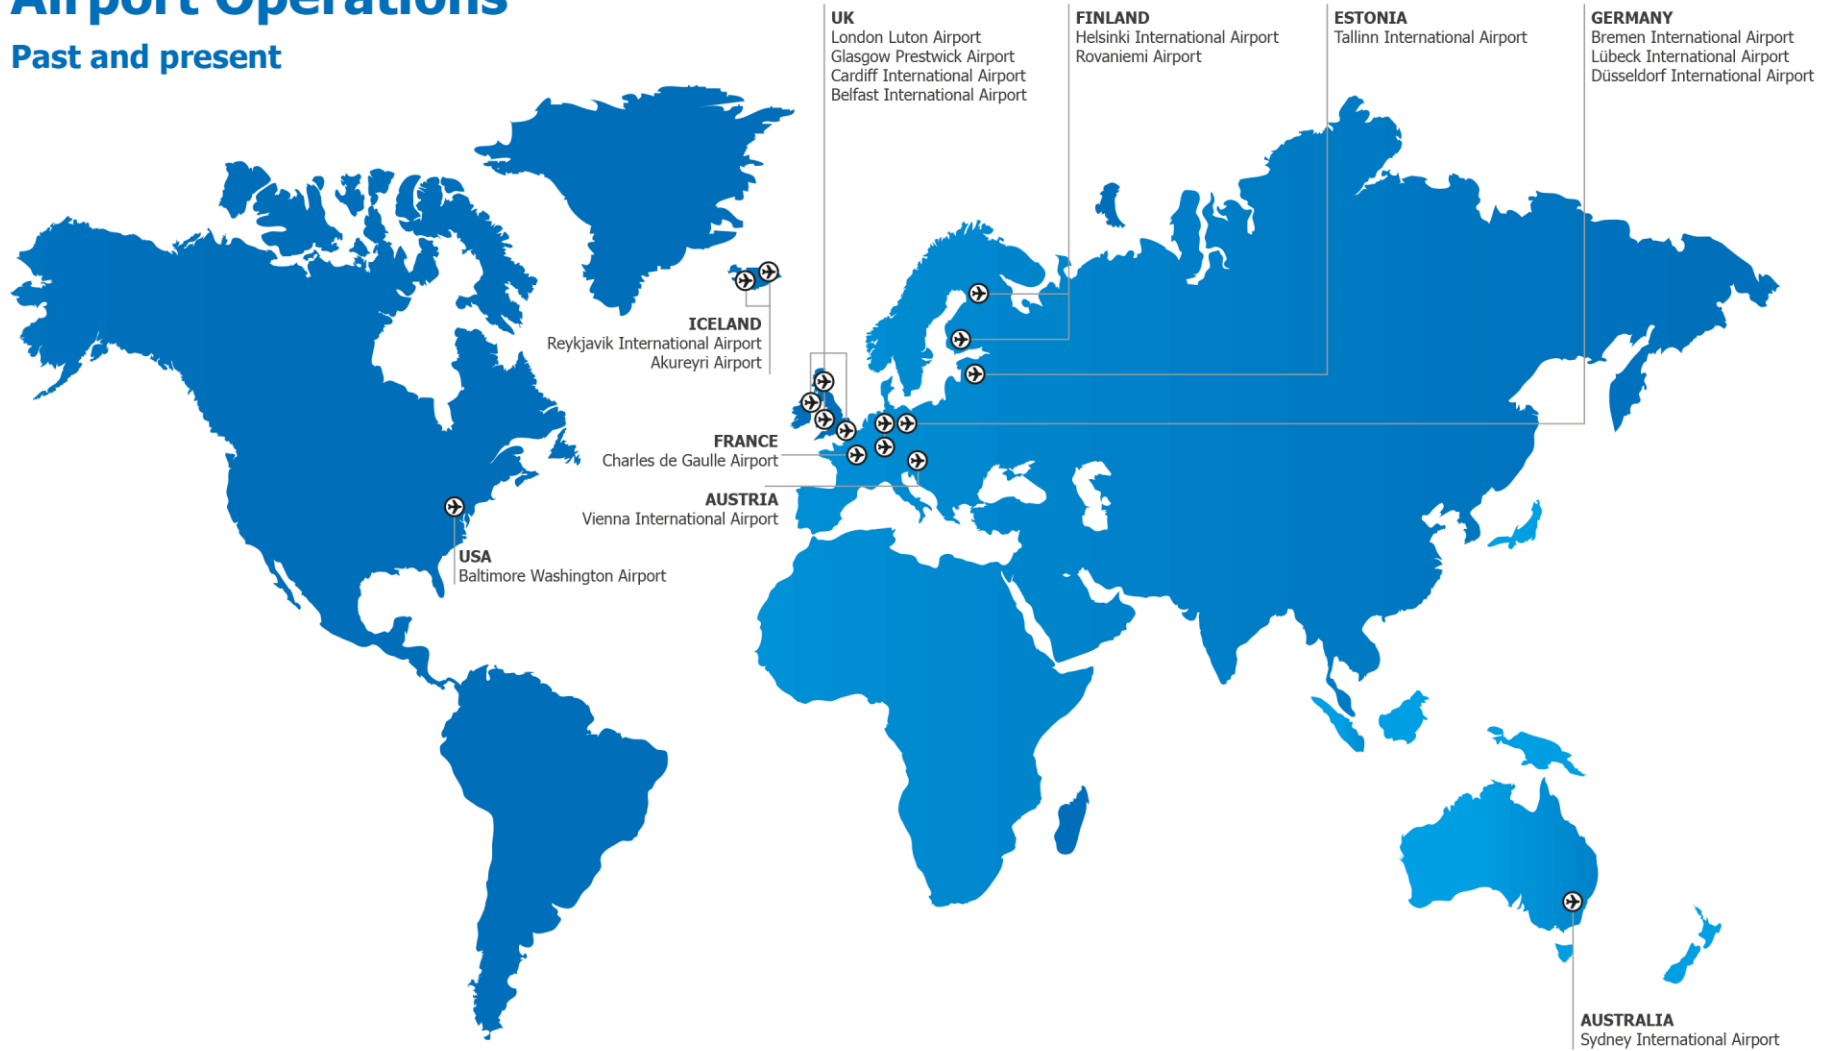 Airport Operations
Past and present
UK
London Luton Airport
Glasgow Prestwick Airport
Cardiff International Airport
Belfast International Airport
FINLAND
Helsinki International Airport
Rovaniemi Airport
ESTONIA
Tallinn International Airport
GERMANY
Bremen International Airport
Lübeck International Airport
Düsseldorf International Airport
ICELAND
Reykjavik International Airport
Akureyri Airport
FRANCE
Charles de Gaulle Airport
AUSTRIA
Vienna International Airport
USA
Baltimore Washington Airport
AUSTRALIA
Sydney International Airport